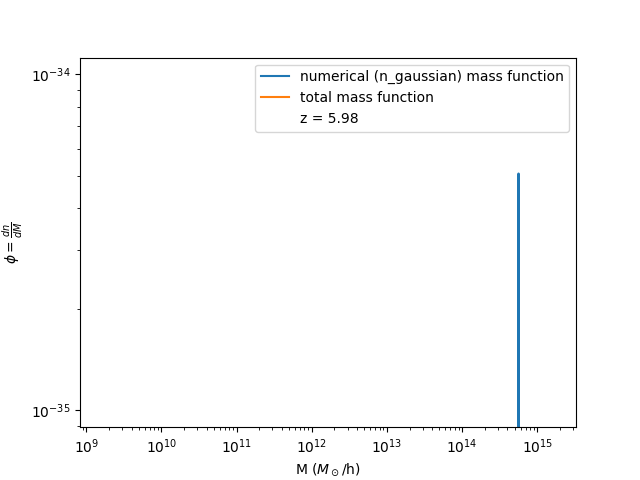 10⁻³⁴
numerical (n_gaussian) mass function
total mass function
z = 5.98
ϕ = dn/dM
10⁻³⁵
10⁹ 10¹⁰ 10¹¹ 10¹² 10¹³ 10¹⁴ 10¹⁵
M (M⊙/h)